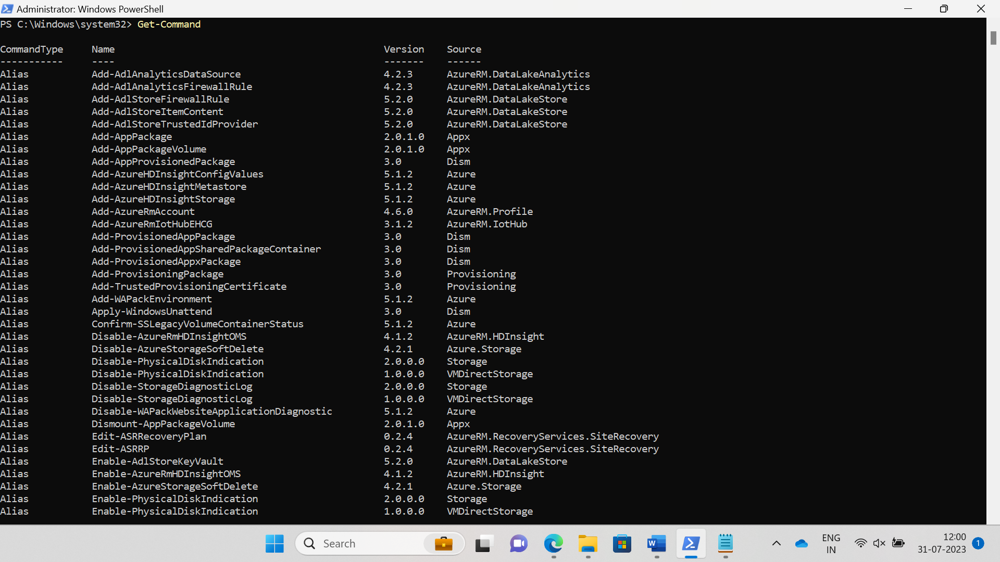 Administrator: Windows PowerShell
PS C:\Windows\system32> Get-Command
CommandType     Name                                               Version    Source
-----------     ----                                               -------    ------
Alias           Add-AdlAnalyticsDataSource                         4.2.3      AzureRM.DataLakeAnalytics
Alias           Add-AdlAnalyticsFirewallRule                       4.2.3      AzureRM.DataLakeAnalytics
Alias           Add-AdlStoreFirewallRule                           5.2.0      AzureRM.DataLakeStore
Alias           Add-AdlStoreItemContent                            5.2.0      AzureRM.DataLakeStore
Alias           Add-AdlStoreTrustedIdProvider                      5.2.0      AzureRM.DataLakeStore
Alias           Add-AppPackage                                     2.0.1.0    Appx
Alias           Add-AppPackageVolume                               2.0.1.0    Appx
Alias           Add-AppProvisionedPackage                          3.0        Dism
Alias           Add-AzureHDInsightConfigValues                     5.1.2      Azure
Alias           Add-AzureHDInsightMetastore                        5.1.2      Azure
Alias           Add-AzureHDInsightStorage                          5.1.2      Azure
Alias           Add-AzureRmAccount                                 4.6.0      AzureRM.Profile
Alias           Add-AzureRmIotHubEHCG                              3.1.2      AzureRM.IotHub
Alias           Add-ProvisionedAppPackage                          3.0        Dism
Alias           Add-ProvisionedAppSharedPackageContainer           3.0        Dism
Alias           Add-ProvisionedAppxPackage                         3.0        Dism
Alias           Add-ProvisioningPackage                            3.0        Provisioning
Alias           Add-TrustedProvisioningCertificate                 3.0        Provisioning
Alias           Add-WAPackEnvironment                              5.1.2      Azure
Alias           Apply-WindowsUnattend                              3.0        Dism
Alias           Confirm-SSLegacyVolumeContainerStatus              5.1.2      Azure
Alias           Disable-AzureRmHDInsightOMS                        4.1.2      AzureRM.HDInsight
Alias           Disable-AzureStorageSoftDelete                     4.2.1      Azure.Storage
Alias           Disable-PhysicalDiskIndication                     2.0.0.0    Storage
Alias           Disable-PhysicalDiskIndication                     1.0.0.0    VMDirectStorage
Alias           Disable-StorageDiagnosticLog                       2.0.0.0    Storage
Alias           Disable-StorageDiagnosticLog                       1.0.0.0    VMDirectStorage
Alias           Disable-WAPackWebsiteApplicationDiagnostic         5.1.2      Azure
Alias           Dismount-AppPackageVolume                          2.0.1.0    Appx
Alias           Edit-ASRRecoveryPlan                               0.2.4      AzureRM.RecoveryServices.SiteRecovery
Alias           Edit-ASRRP                                         0.2.4      AzureRM.RecoveryServices.SiteRecovery
Alias           Enable-AdlStoreKeyVault                            5.2.0      AzureRM.DataLakeStore
Alias           Enable-AzureRmHDInsightOMS                         4.1.2      AzureRM.HDInsight
Alias           Enable-AzureStorageSoftDelete                      4.2.1      Azure.Storage
Alias           Enable-PhysicalDiskIndication                      2.0.0.0    Storage
Alias           Enable-PhysicalDiskIndication                      1.0.0.0    VMDirectStorage
Search
W
ENG
IN
12:00
31-07-2023
1